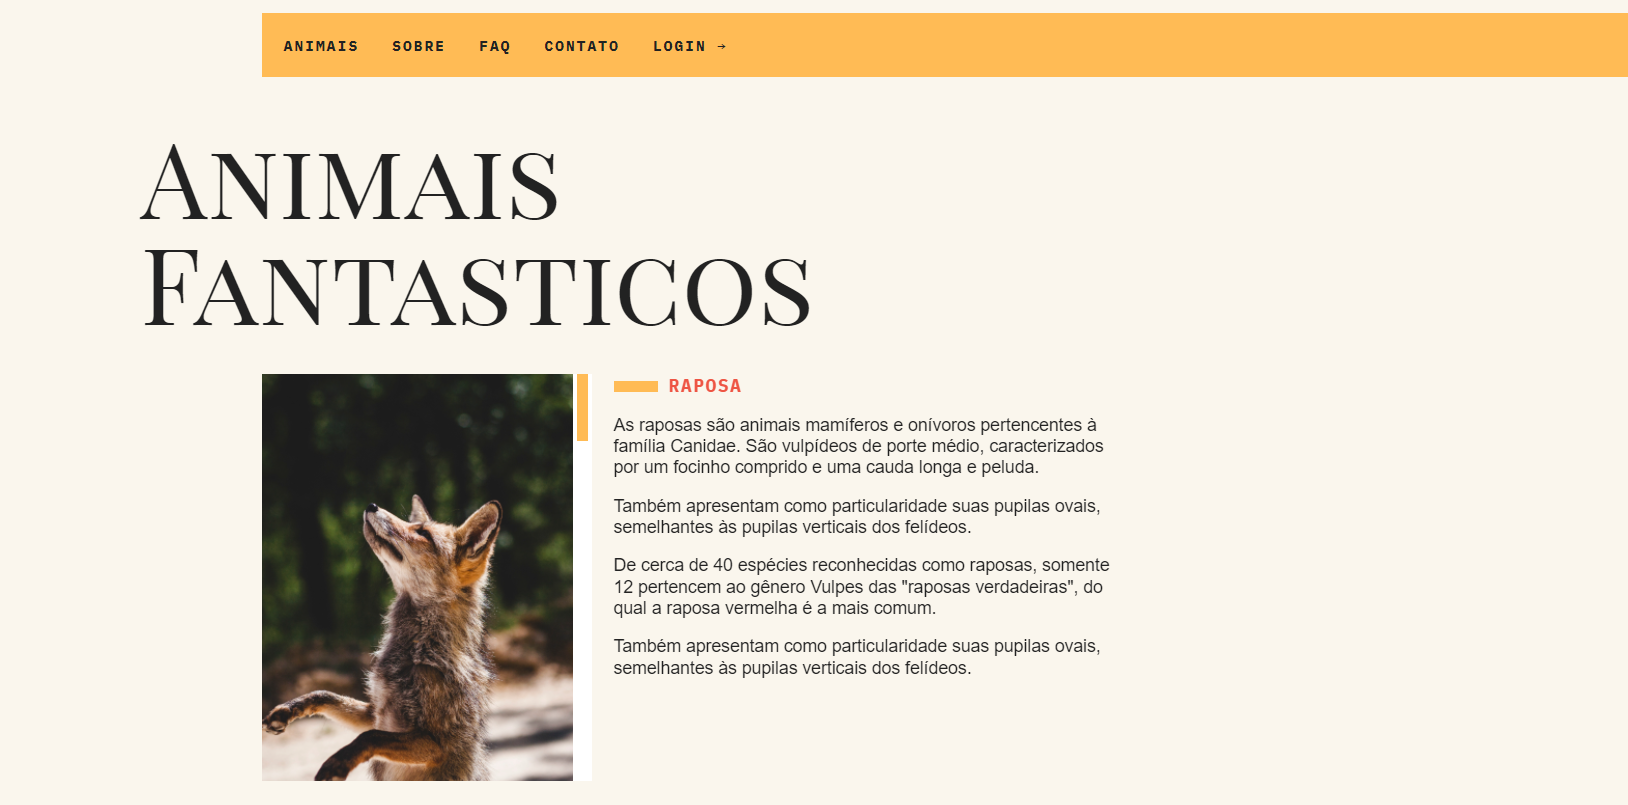 ANIMAIS SOBRE FAQ CONTATO LOGIN →
ANIMAIS
FANTASTICOS
RAPOSA
As raposas são animais mamíferos e onívoros pertencentes à
família Canidae. São vulpídeos de porte médio, caracterizados
por um focinho comprido e uma cauda longa e peluda.
Também apresentam como particularidade suas pupilas ovais,
semelhantes às pupilas verticais dos felídeos.
De cerca de 40 espécies reconhecidas como raposas, somente
12 pertencem ao gênero Vulpes das "raposas verdadeiras", do
qual a raposa vermelha é a mais comum.
Também apresentam como particularidade suas pupilas ovais,
semelhantes às pupilas verticais dos felídeos.